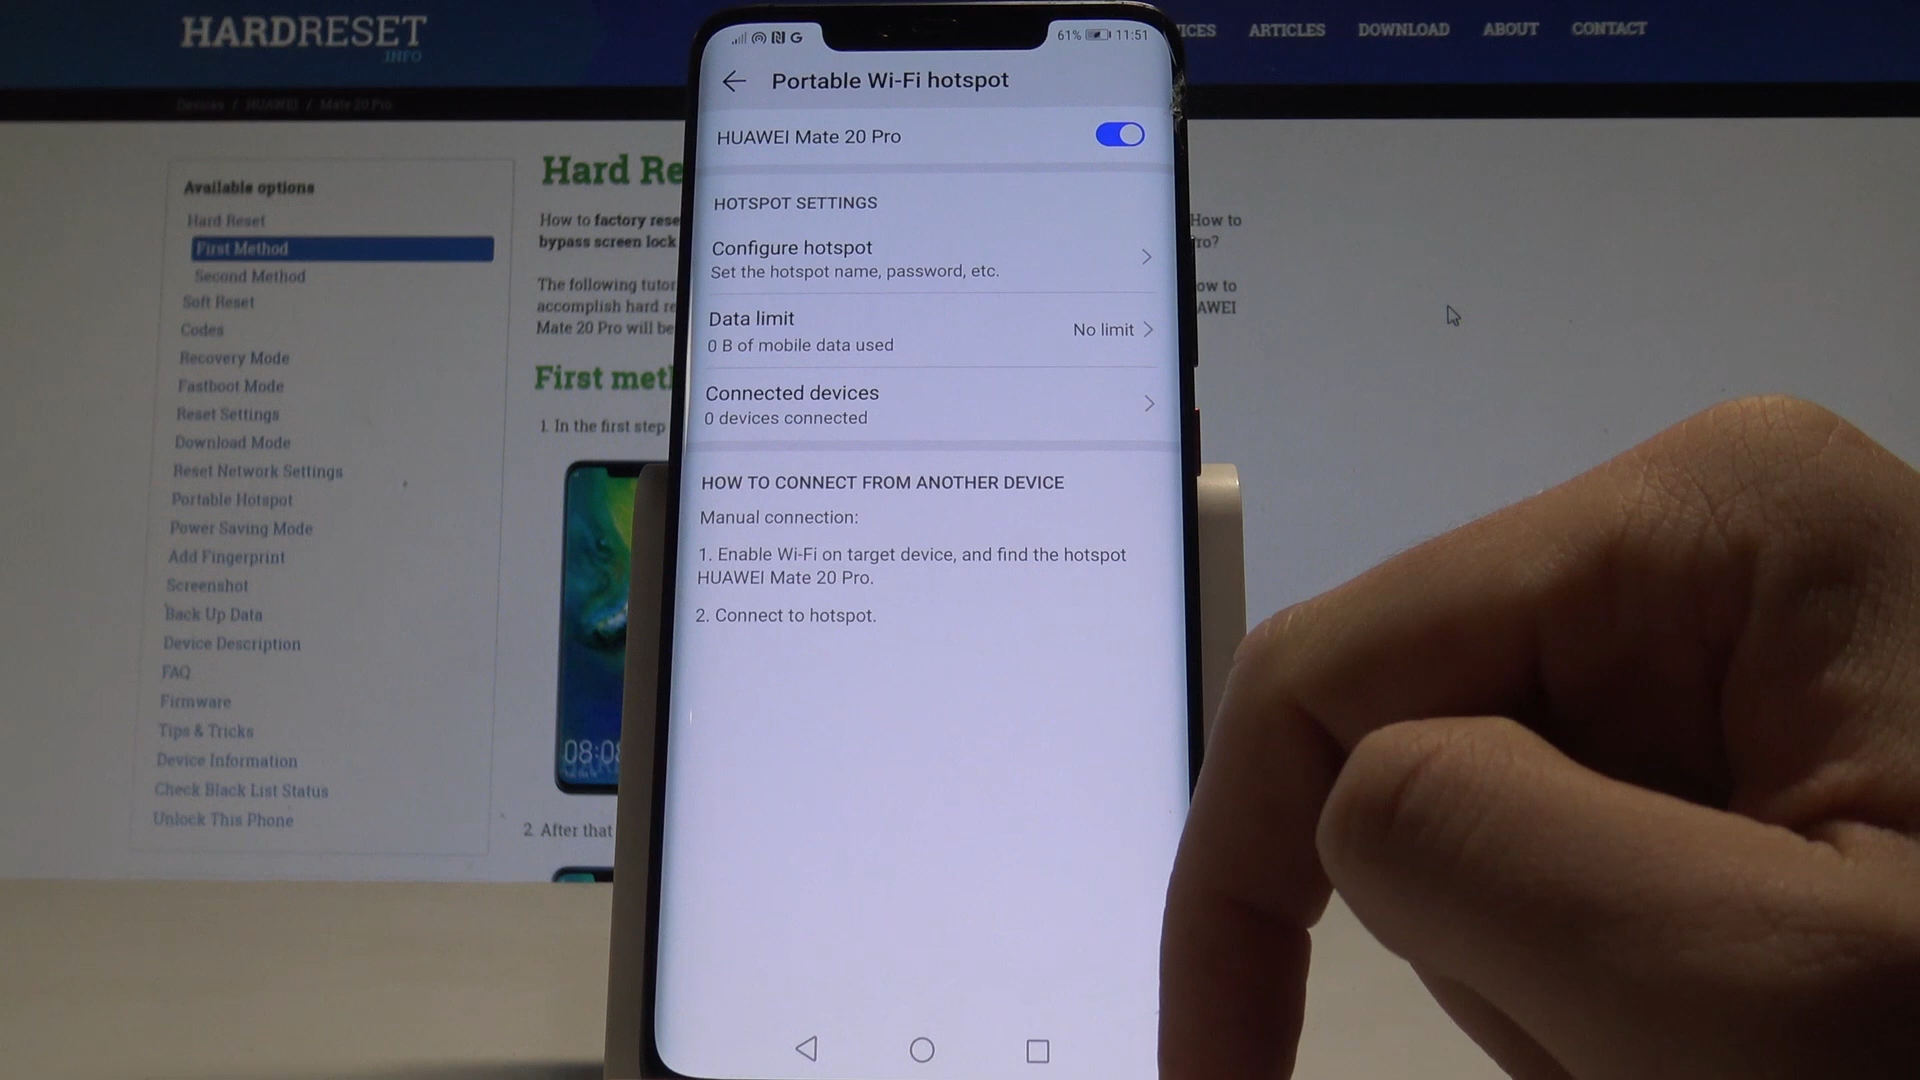 HARDRESET
.INFO
ICES ARTICLES DOWNLOAD ABOUT CONTACT
Devices / HUAWEI / Mate 20 Pro
Available options
Hard Reset
First Method
Second Method
Soft Reset
Codes
Recovery Mode
Fastboot Mode
Reset Settings
Download Mode
Reset Network Settings
Portable Hotspot
Power Saving Mode
Add Fingerprint
Screenshot
Back Up Data
Device Description
FAQ
Firmware
Tips & Tricks
Device Information
Check Black List Status
Unlock This Phone
Hard Re
How to factory rese
bypass screen lock
The following tutor
accomplish hard re
Mate 20 Pro will be
First met
1. In the first step
08:08
2. After that
How to
ro?
ow to
AWEI
61% 11:51
Portable Wi-Fi hotspot
HUAWEI Mate 20 Pro
HOTSPOT SETTINGS
Configure hotspot
Set the hotspot name, password, etc.
Data limit
No limit
0 B of mobile data used
Connected devices
0 devices connected
HOW TO CONNECT FROM ANOTHER DEVICE
Manual connection:
1. Enable Wi-Fi on target device, and find the hotspot
HUAWEI Mate 20 Pro.
2. Connect to hotspot.